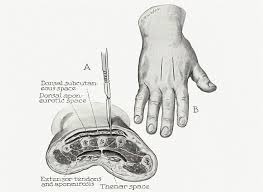 A
Dorsal subcutan-
eous space
Dorsal apon-
eurotic space
B
Extensor tendons
and aponeurosis
Thenar space